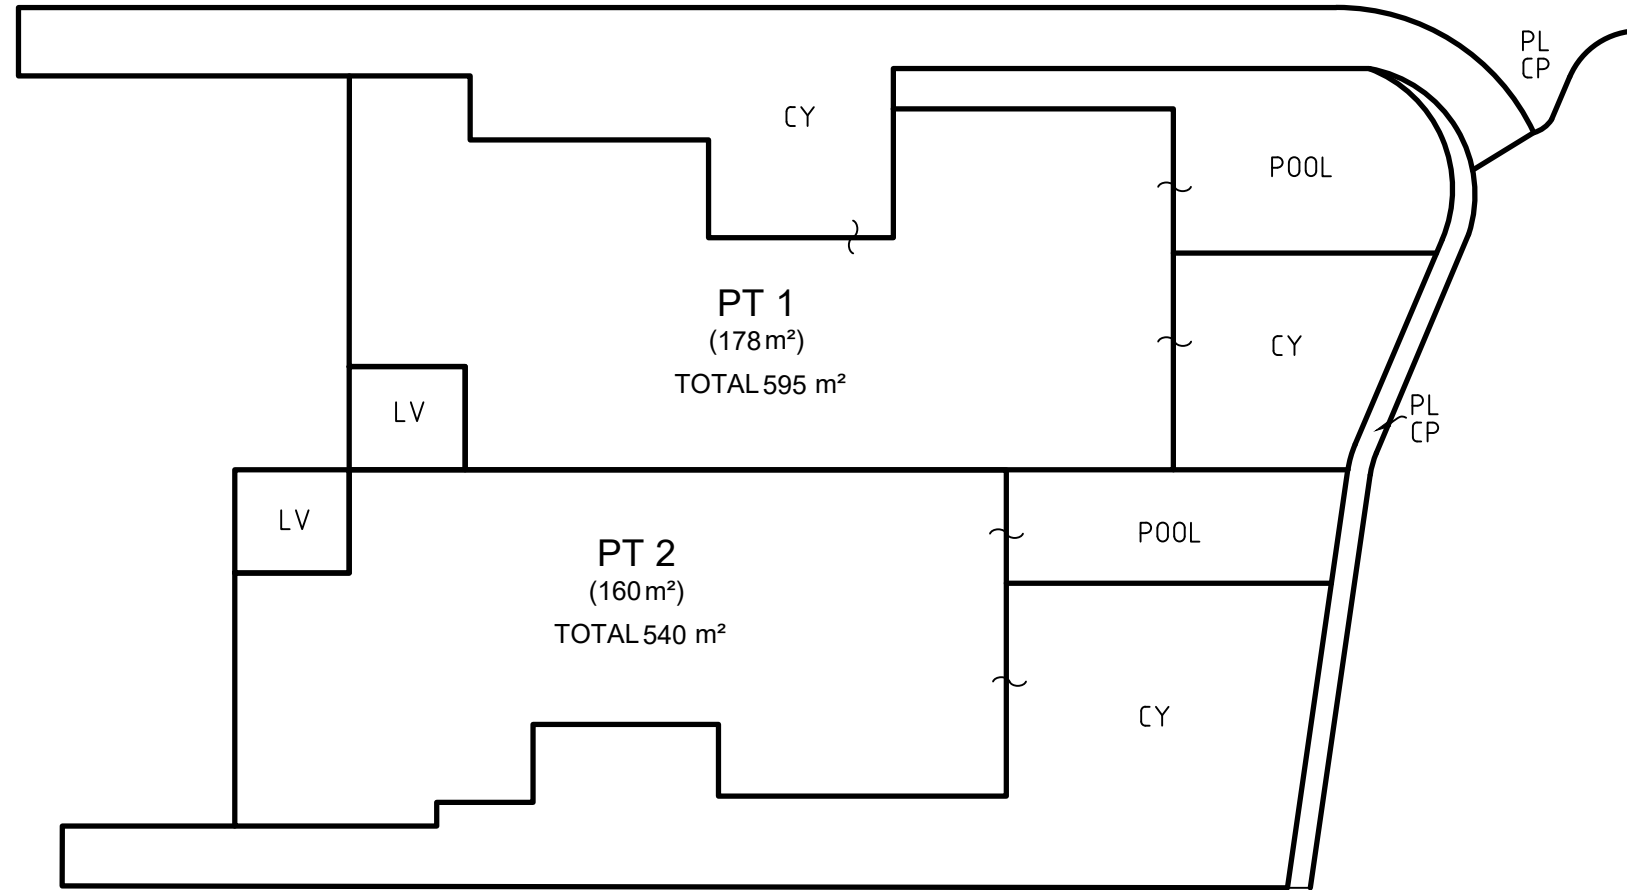 PL
CP
CY
POOL
PT 1
(178 m²)
TOTAL 595 m²
CY
LV
PL
CP
LV
POOL
PT 2
(160 m²)
TOTAL 540 m²
CY